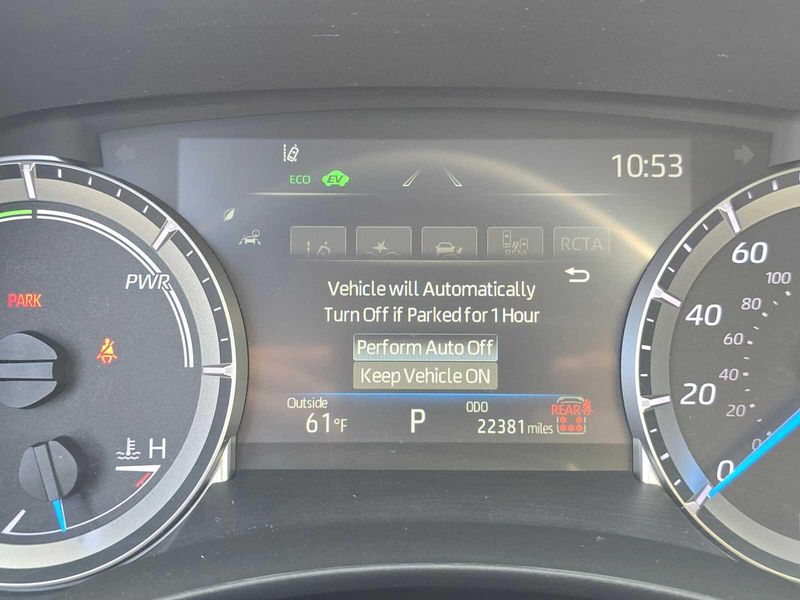 10:53
ECO EV
BSM RCTA
PWR
PARK
Vehicle will Automatically
Turn Off if Parked for 1 Hour
Perform Auto Off
Keep Vehicle ON
Outside
61°F
P
ODO
22381 miles
REAR
H
60
40
20
0
100
80
60
40
20
0